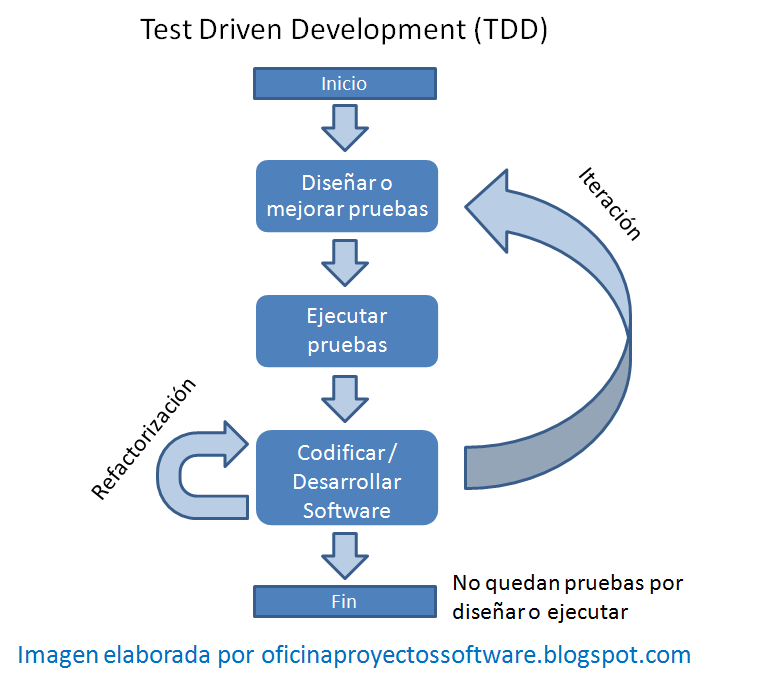 Test Driven Development (TDD)
Inicio
Diseñar o
mejorar pruebas
Iteración
Ejecutar
pruebas
Refactorización
Codificar /
Desarrollar
Software
Fin
No quedan pruebas por
diseñar o ejecutar
Imagen elaborada por oficinaproyectossoftware.blogspot.com